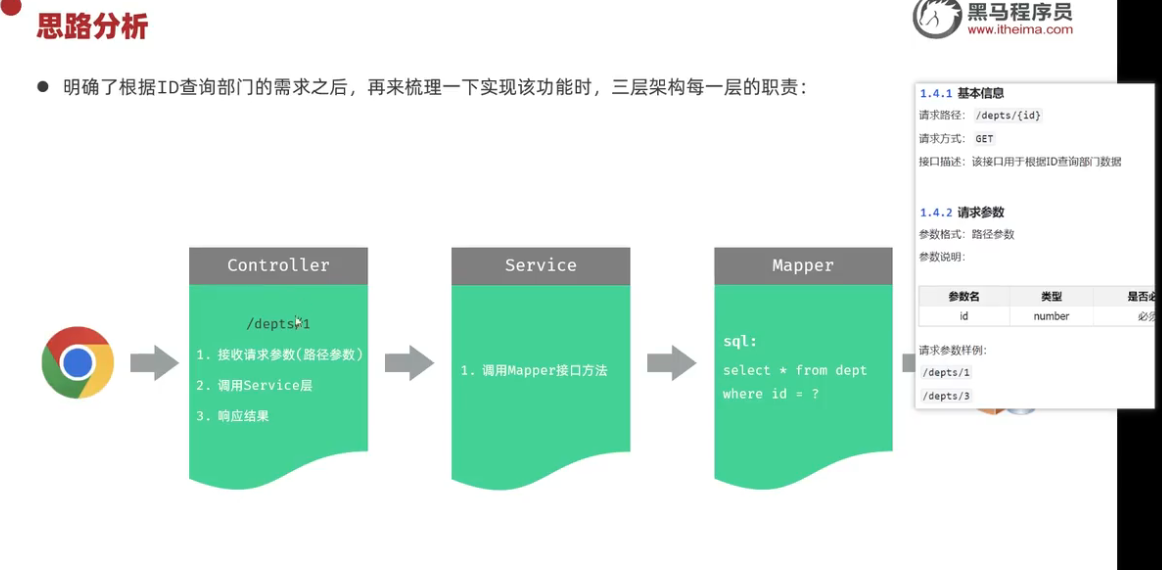 思路分析
黑马程序员
www.itheima.com
明确了根据ID查询部门的需求之后，再来梳理一下实现该功能时，三层架构每一层的职责：
Controller
/depts/1
1. 接收请求参数(路径参数)
2. 调用Service层
3. 响应结果
Service
1. 调用Mapper接口方法
Mapper
sql:
select * from dept
where id = ?
1.4.1 基本信息
请求路径： /depts/{id}
请求方式： GET
接口描述：该接口用于根据ID查询部门数据
1.4.2 请求参数
参数格式：路径参数
参数说明：
参数名 类型 是否必
id number 必须
请求参数样例：
/depts/1
/depts/3